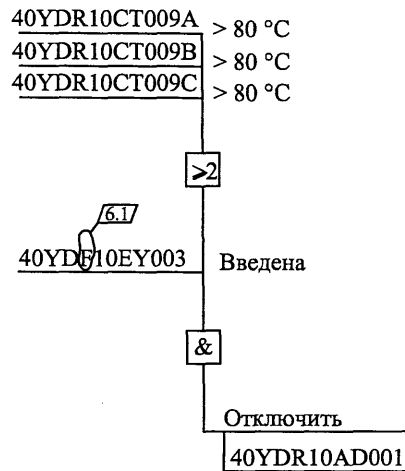 40YDR10CT009A > 80 °C
40YDR10CT009B > 80 °C
40YDR10CT009C > 80 °C
⩾2
6.1
40YDF10EY003 Введена
&
Отключить
40YDR10AD001